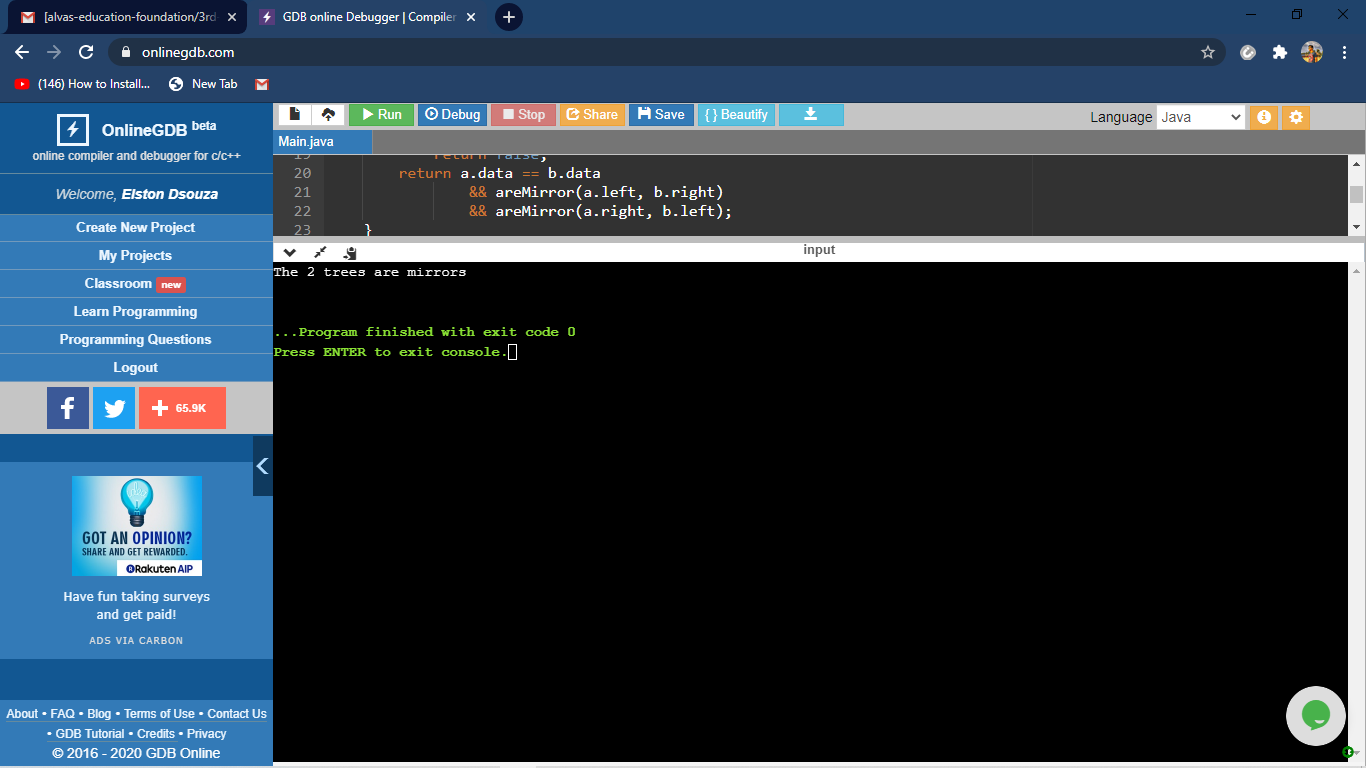 [alvas-education-foundation/3rd
GDB online Debugger | Compiler
onlinegdb.com
(146) How to Install...
New Tab
OnlineGDB beta
online compiler and debugger for c/c++
Welcome, Elston Dsouza
Create New Project
My Projects
Classroom new
Learn Programming
Programming Questions
Logout
65.9K
GOT AN OPINION?
SHARE AND GET REWARDED.
Rakuten AIP
Have fun taking surveys
and get paid!
ADS VIA CARBON
About • FAQ • Blog • Terms of Use • Contact Us
• GDB Tutorial • Credits • Privacy
© 2016 - 2020 GDB Online
Run Debug Stop Share Save { } Beautify
Language Java
Main.java
19 return false;
20 return a.data == b.data
21 && areMirror(a.left, b.right)
22 && areMirror(a.right, b.left);
23 }
input
The 2 trees are mirrors
...Program finished with exit code 0
Press ENTER to exit console.